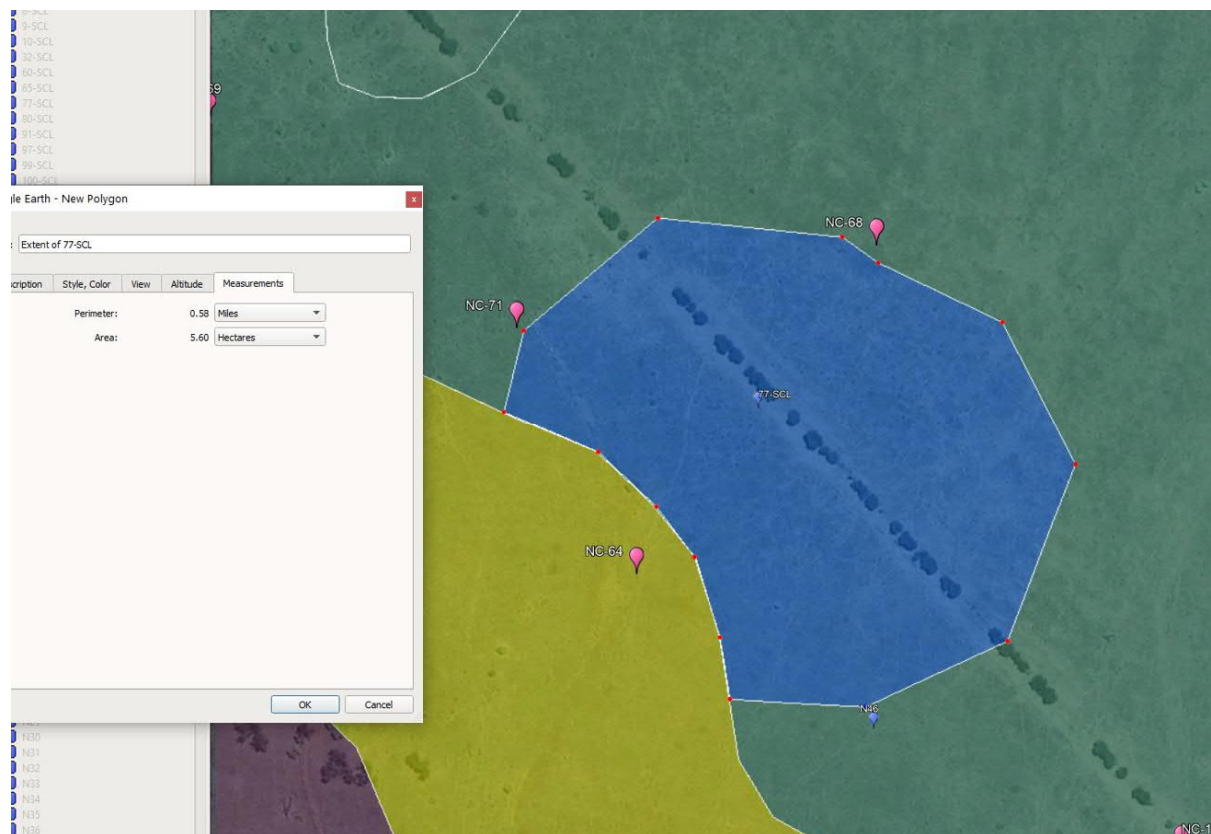 9-SCL
10-SCL
32-SCL
60-SCL
65-SCL
77-SCL
80-SCL
91-SCL
97-SCL
99-SCL
100-SCL
59
gle Earth - New Polygon
x
: Extent of 77-SCL
scription Style, Color View Altitude Measurements
Perimeter: 0.58 Miles
Area: 5.60 Hectares
OK Cancel
NC-68
NC-71
77-SCL
NC-64
N46
N30
N31
N32
N33
N34
N35
N36
NC-1